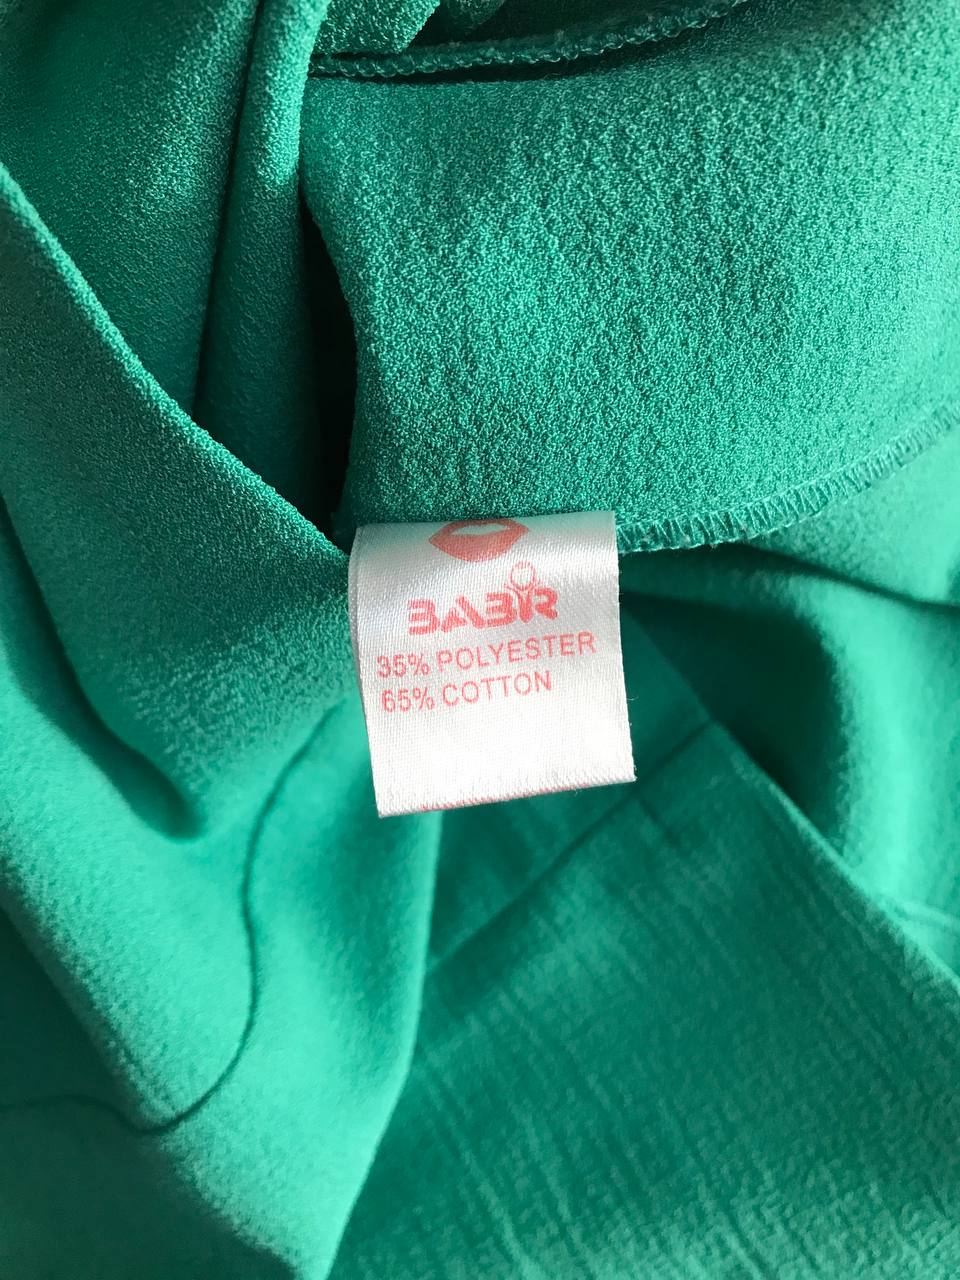 BABIR
35% POLYESTER
65% COTTON